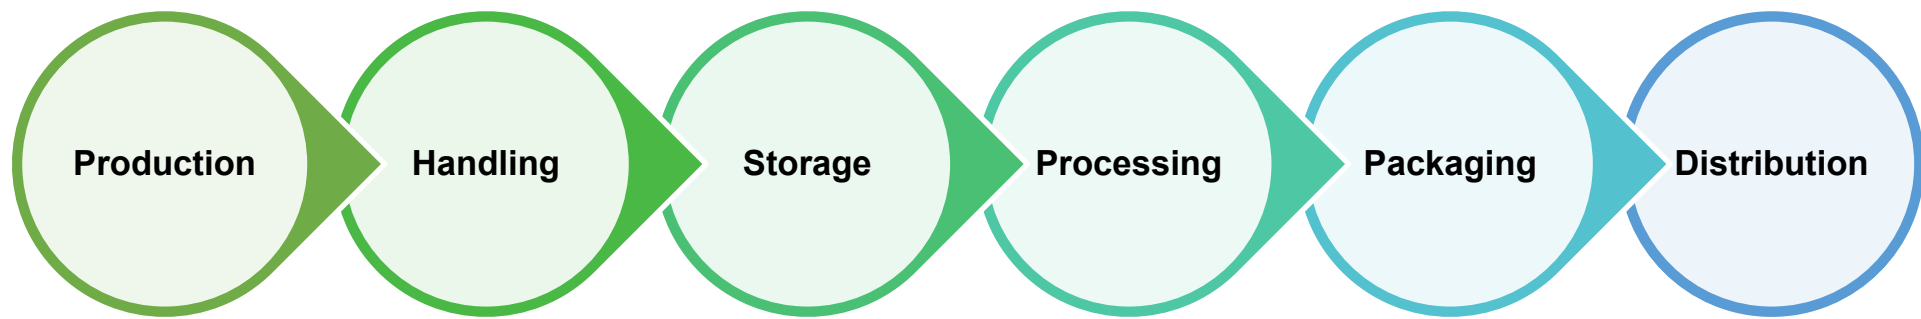 Production
Handling
Storage
Processing
Packaging
Distribution